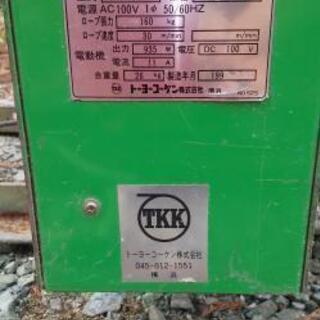 電源 AC100V 1φ 50/60HZ
ロープ張力 160 kg
ロープ速度 30 m/min m/min
電動機 出力 935 W 電圧 DC 100 V
電流 11 A
合重量 26 kg 製造年月 199
トーヨーコーケン株式会社 横浜
TKK
トーヨーコーケン株式会社
045-612-1551
横浜